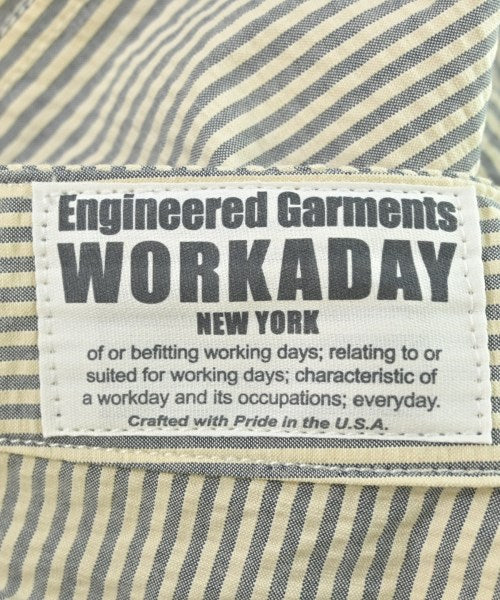 Engineered Garments
WORKADAY
NEW YORK
of or befitting working days; relating to or
suited for working days; characteristic of
a workday and its occupations; everyday.
Crafted with Pride in the U.S.A.